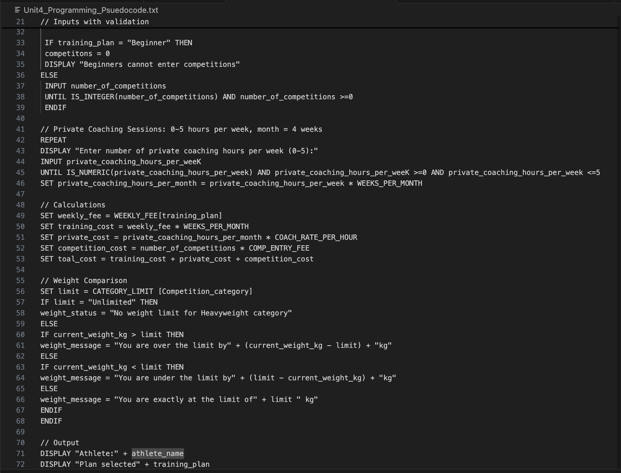 Unit4_Programming_Psuedocode.txt
21 // Inputs with validation
32
33 IF training_plan = "Beginner" THEN
34 competitons = 0
35 DISPLAY "Beginners cannot enter competitions"
36 ELSE
37 INPUT number_of_competitions
38 UNTIL IS_INTEGER(number_of_competitions) AND number_of_competitions >=0
39 ENDIF
40
41 // Private Coaching Sessions: 0-5 hours per week, month = 4 weeks
42 REPEAT
43 DISPLAY "Enter number of private coaching hours per week (0-5):"
44 INPUT private_coaching_hours_per_weeK
45 UNTIL IS_NUMERIC(private_coaching_hours_per_week) AND private_coaching_hours_per_weeK >=0 AND private_coaching_hours_per_week <=5
46 SET private_coaching_hours_per_month = private_coaching_hours_per_week * WEEKS_PER_MONTH
47
48 // Calculations
49 SET weekly_fee = WEEKLY_FEE[training_plan]
50 SET training_cost = weekly_fee * WEEKS_PER_MONTH
51 SET private_cost = private_coaching_hours_per_month * COACH_RATE_PER_HOUR
52 SET competition_cost = number_of_competitions * COMP_ENTRY_FEE
53 SET toal_cost = training_cost + private_cost + competition_cost
54
55 // Weight Comparison
56 SET limit = CATEGORY_LIMIT [Competition_category]
57 IF limit = "Unlimited" THEN
58 weight_status = "No weight limit for Heavyweight category"
59 ELSE
60 IF current_weight_kg > limit THEN
61 weight_message = "You are over the limit by" + (current_weight_kg - limit) + "kg"
62 ELSE
63 IF current_weight_kg < limit THEN
64 weight_message = "You are under the limit by" + (limit - current_weight_kg) + "kg"
65 ELSE
66 weight_message = "You are exactly at the limit of" + limit " kg"
67 ENDIF
68 ENDIF
69
70 // Output
71 DISPLAY "Athlete:" + athlete_name
72 DISPLAY "Plan selected" + training_plan